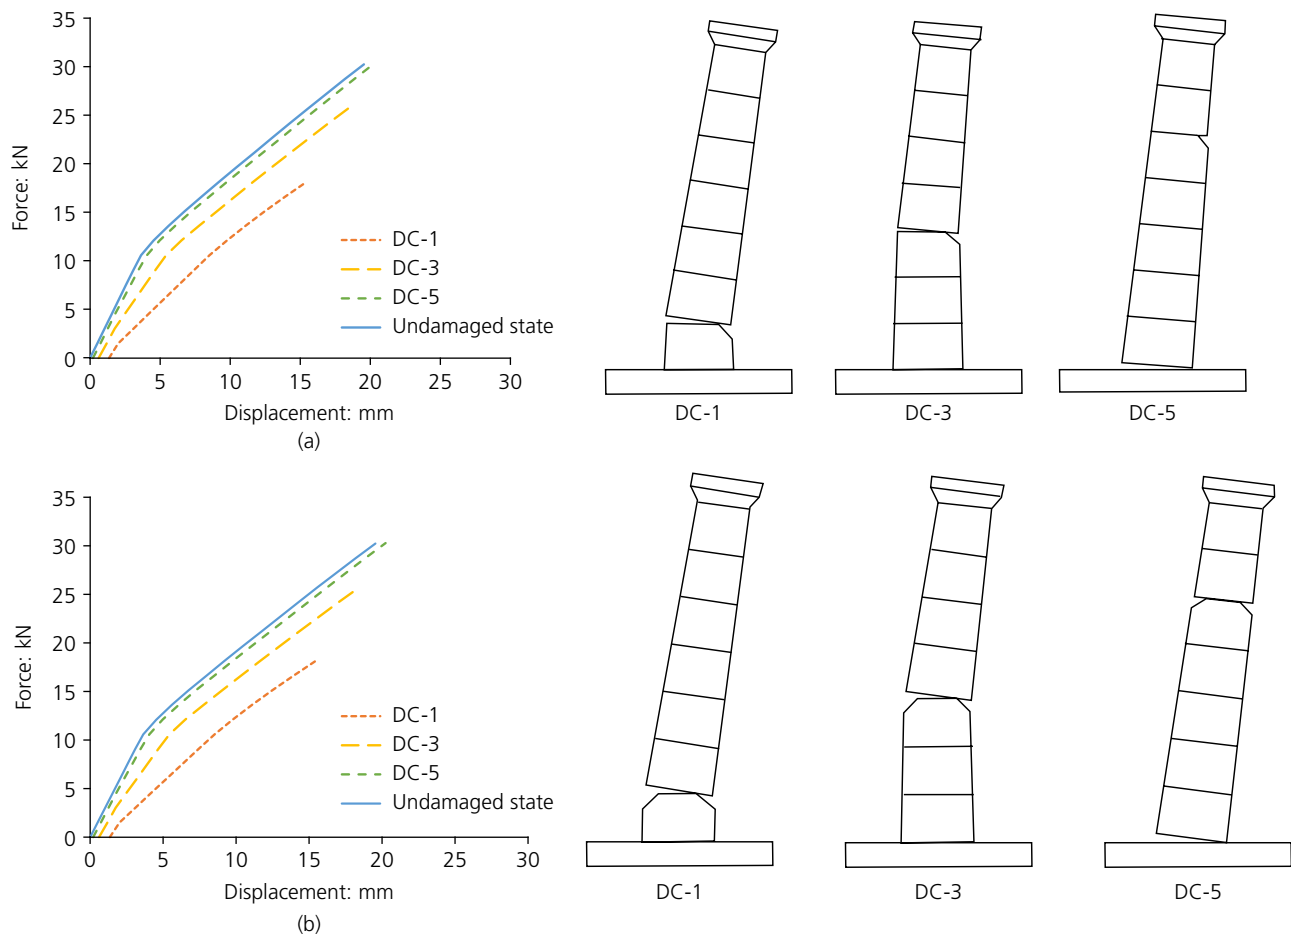 35
30
25
20
15
10
5
0
Force: kN
DC-1
DC-3
DC-5
Undamaged state
0 5 10 15 20 25 30
Displacement: mm
(a)
DC-1 DC-3 DC-5
35
30
25
20
15
10
5
0
Force: kN
DC-1
DC-3
DC-5
Undamaged state
0 5 10 15 20 25 30
Displacement: mm
(b)
DC-1 DC-3 DC-5